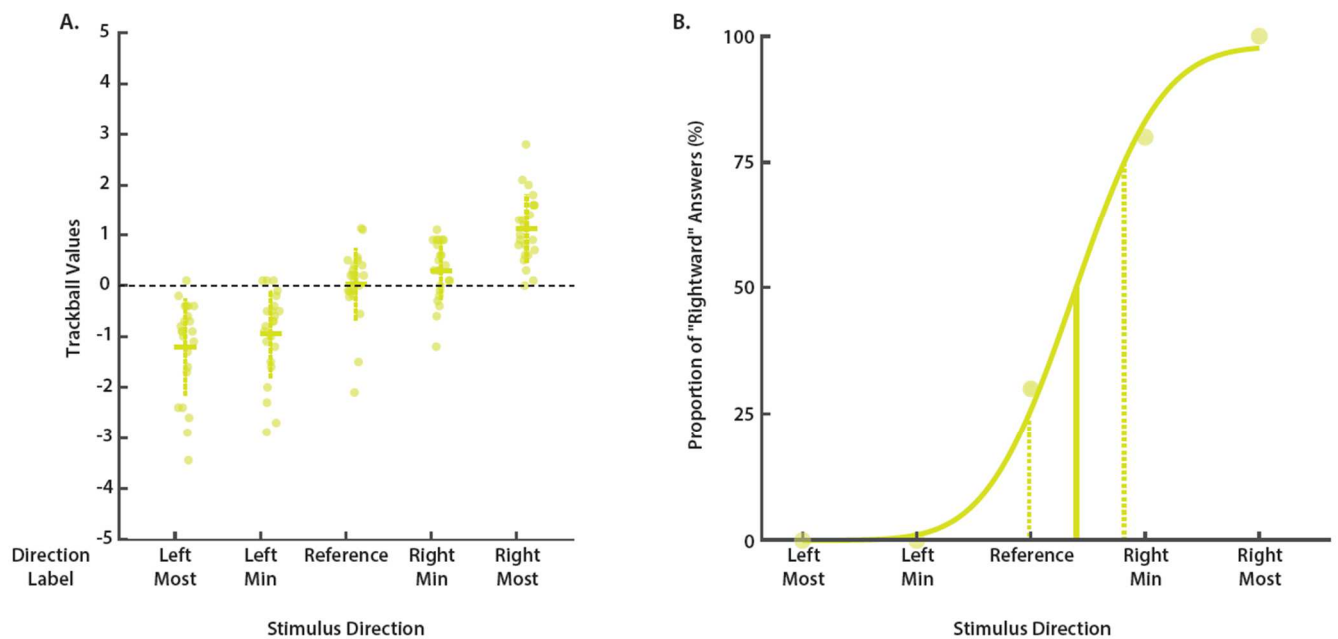 A.
5
4
3
2
1
0
-1
-2
-3
-4
-5
Trackball Values
Direction
Label
Left
Most
Left
Min
Reference
Right
Min
Right
Most
Stimulus Direction
B.
100
75
50
25
0
Proportion of "Rightward" Answers (%)
Left
Most
Left
Min
Reference
Right
Min
Right
Most
Stimulus Direction